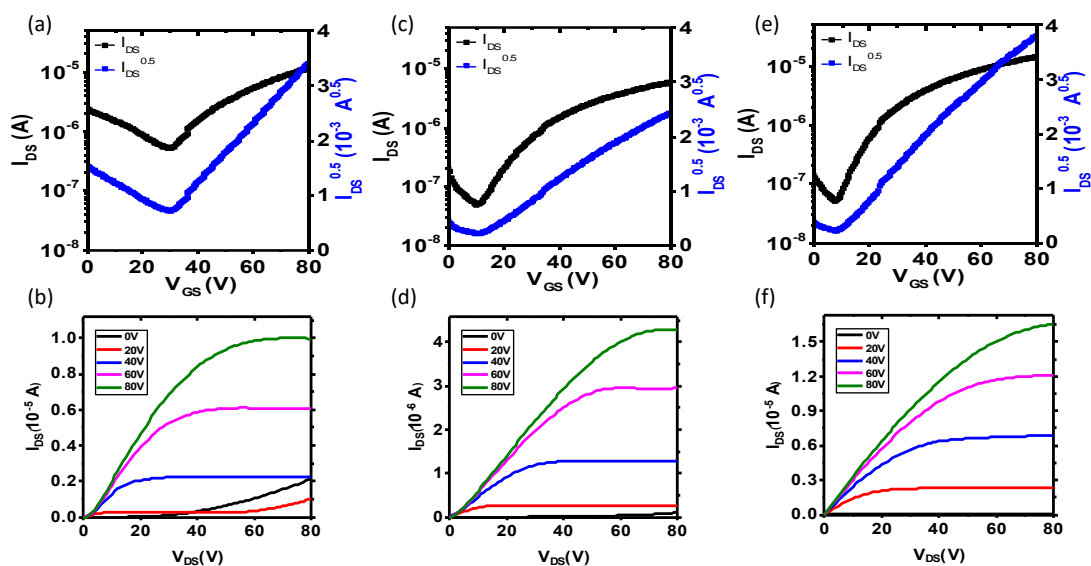 (a)
I_DS
I_DS^0.5
I_DS (A)
10^-5
10^-6
10^-7
10^-8
0 20 40 60 80
V_GS (V)
4
3
2
1
0
I_DS^0.5 (10^-3 A^0.5)
(c)
I_DS
I_DS^0.5
I_DS (A)
10^-5
10^-6
10^-7
10^-8
0 20 40 60 80
V_GS (V)
4
3
2
1
0
I_DS^0.5 (10^-3 A^0.5)
(e)
I_DS
I_DS^0.5
I_DS (A)
10^-5
10^-6
10^-7
10^-8
0 20 40 60 80
V_GS (V)
4
3
2
1
0
I_DS^0.5 (10^-3 A^0.5)
(b)
0V
20V
40V
60V
80V
I_DS(10^-5 A)
1.0
0.8
0.6
0.4
0.2
0.0
0 20 40 60 80
V_DS(V)
(d)
0V
20V
40V
60V
80V
I_DS(10^-6 A)
4
3
2
1
0
0 20 40 60 80
V_DS(V)
(f)
0V
20V
40V
60V
80V
I_DS(10^-5 A)
1.5
1.2
0.9
0.6
0.3
0.0
0 20 40 60 80
V_DS(V)